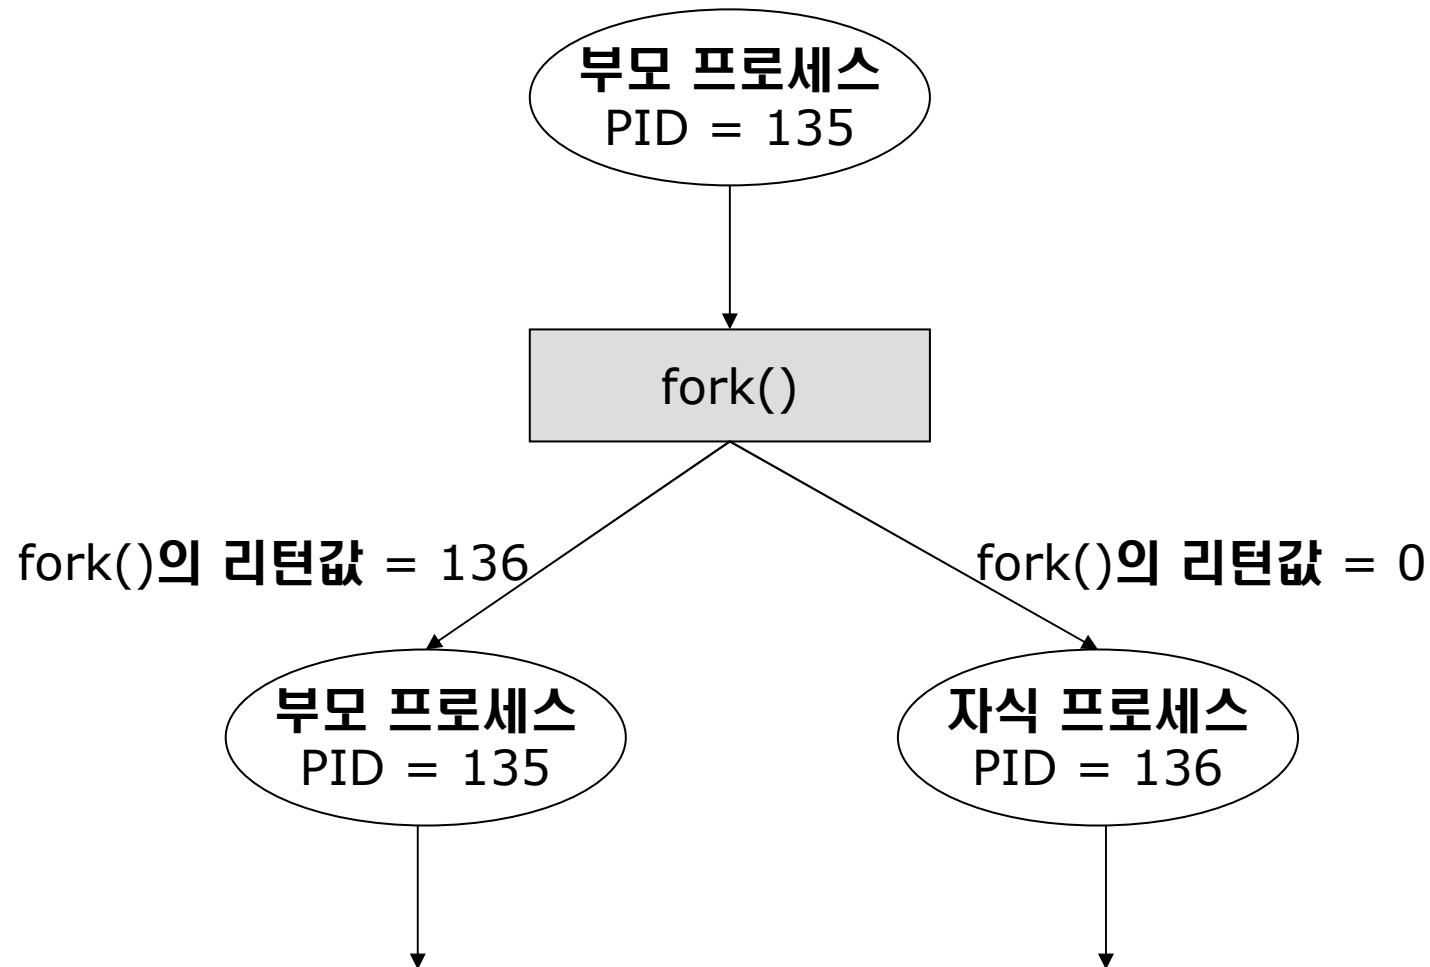 부모 프로세스
PID = 135
fork()
fork()의 리턴값 = 136
fork()의 리턴값 = 0
부모 프로세스
PID = 135
자식 프로세스
PID = 136